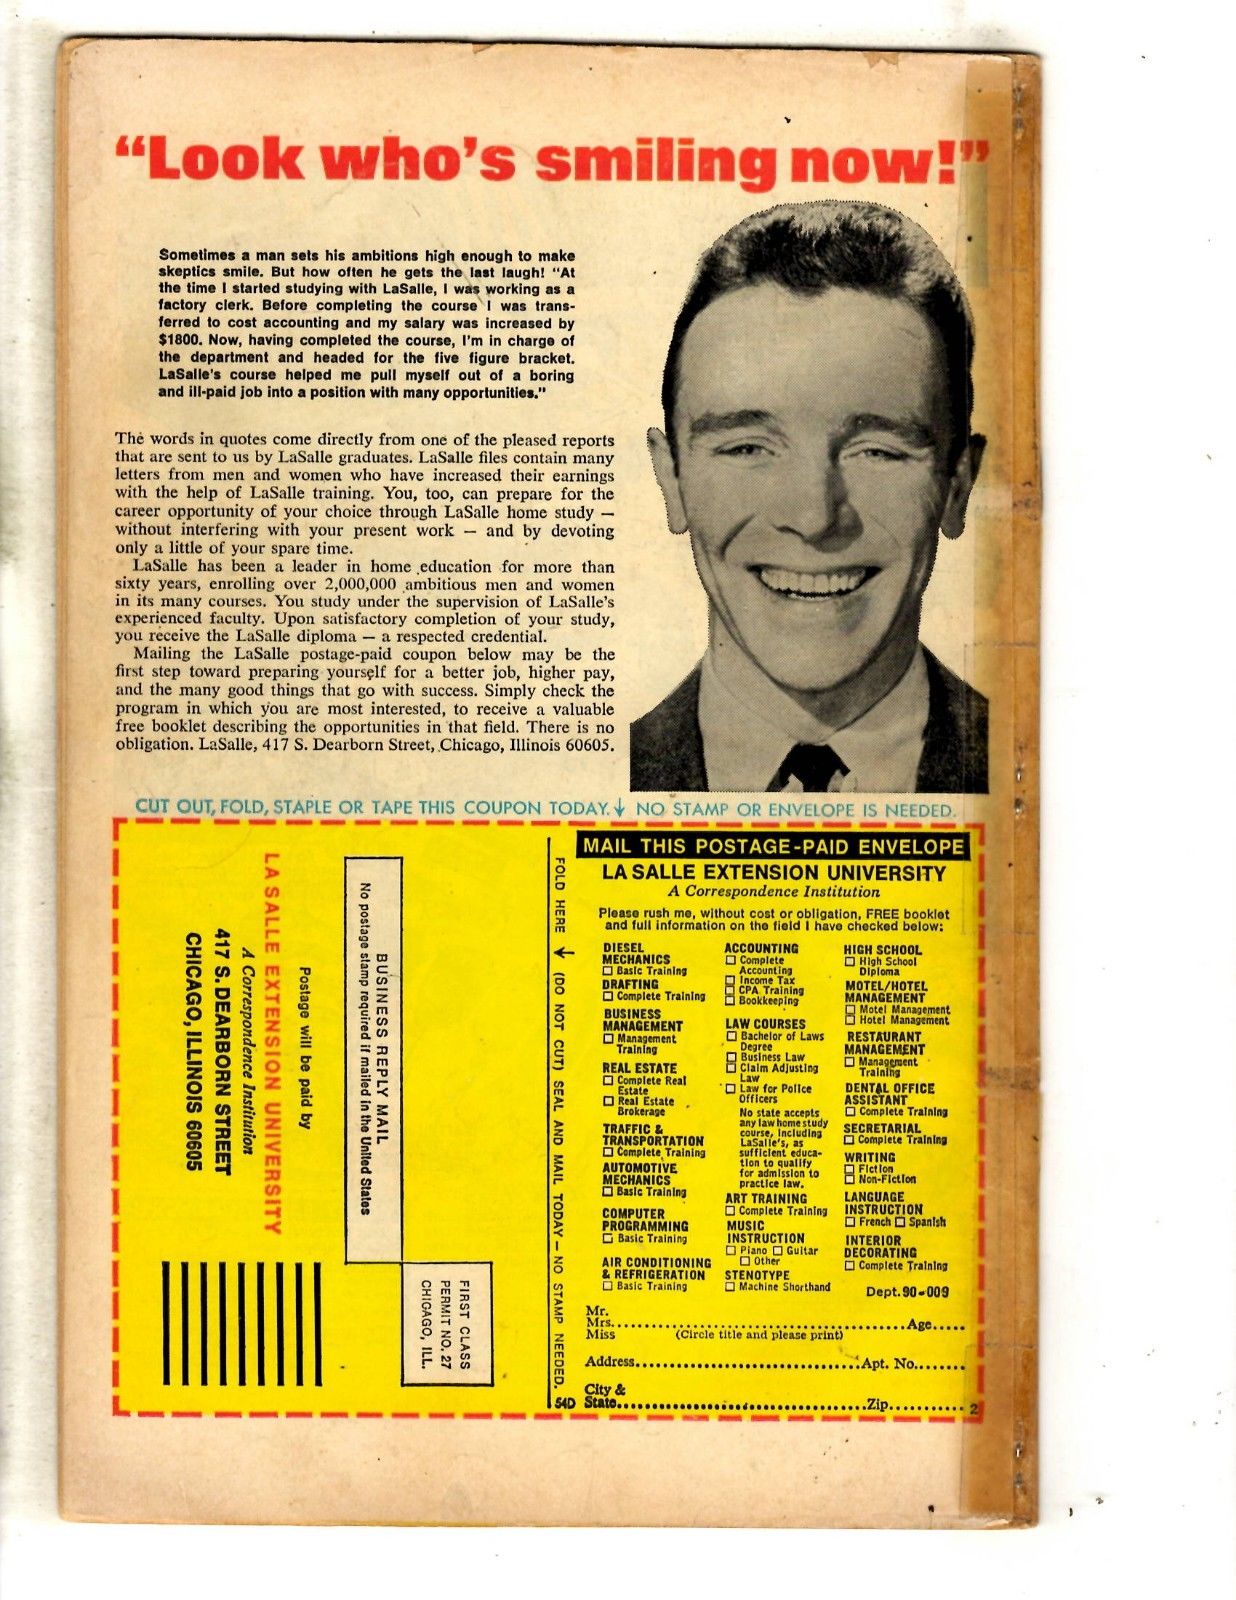 “Look who's smiling now!”
Sometimes a man sets his ambitions high enough to make
skeptics smile. But how often he gets the last laugh! “At
the time I started studying with LaSalle, I was working as a
factory clerk. Before completing the course I was trans-
ferred to cost accounting and my salary was increased by
$1800. Now, having completed the course, I'm in charge of
the department and headed for the five figure bracket.
LaSalle's course helped me pull myself out of a boring
and ill-paid job into a position with many opportunities.”
The words in quotes come directly from one of the pleased reports
that are sent to us by LaSalle graduates. LaSalle files contain many
letters from men and women who have increased their earnings
with the help of LaSalle training. You, too, can prepare for the
career opportunity of your choice through LaSalle home study —
without interfering with your present work — and by devoting
only a little of your spare time.
LaSalle has been a leader in home education for more than
sixty years, enrolling over 2,000,000 ambitious men and women
in its many courses. You study under the supervision of LaSalle's
experienced faculty. Upon satisfactory completion of your study,
you receive the LaSalle diploma — a respected credential.
Mailing the LaSalle postage-paid coupon below may be the
first step toward preparing yourself for a better job, higher pay,
and the many good things that go with success. Simply check the
program in which you are most interested, to receive a valuable
free booklet describing the opportunities in that field. There is no
obligation. LaSalle, 417 S. Dearborn Street, Chicago, Illinois 60605.
CUT OUT, FOLD, STAPLE OR TAPE THIS COUPON TODAY. ↓ NO STAMP OR ENVELOPE IS NEEDED.
FIRST CLASS
PERMIT NO. 27
CHICAGO, ILL.
BUSINESS REPLY MAIL
No postage stamp required if mailed in the United States
Postage will be paid by
LA SALLE EXTENSION UNIVERSITY
A Correspondence Institution
417 S. DEARBORN STREET
CHICAGO, ILLINOIS 60605
FOLD HERE → (DO NOT CUT) SEAL AND MAIL TODAY — NO STAMP NEEDED.
54D
MAIL THIS POSTAGE-PAID ENVELOPE
LA SALLE EXTENSION UNIVERSITY
A Correspondence Institution
Please rush me, without cost or obligation, FREE booklet
and full information on the field I have checked below:
DIESEL
MECHANICS
☐ Basic Training
DRAFTING
☐ Complete Training
BUSINESS
MANAGEMENT
☐ Management
Training
REAL ESTATE
☐ Complete Real
Estate
☐ Real Estate
Brokerage
TRAFFIC &
TRANSPORTATION
☐ Complete Training
AUTOMOTIVE
MECHANICS
☐ Basic Training
COMPUTER
PROGRAMMING
☐ Basic Training
AIR CONDITIONING
& REFRIGERATION
☐ Basic Training
ACCOUNTING
☐ Complete
Accounting
☐ Income Tax
☐ CPA Training
☐ Bookkeeping
LAW COURSES
☐ Bachelor of Laws
Degree
☐ Business Law
☐ Claim Adjusting
Law
☐ Law for Police
Officers
No state accepts
any law home study
course, including
LaSalle's, as
sufficient educa-
tion to qualify
for admission to
practice law.
ART TRAINING
☐ Complete Training
MUSIC
INSTRUCTION
☐ Piano ☐ Guitar
☐ Other
STENOTYPE
☐ Machine Shorthand
HIGH SCHOOL
☐ High School
Diploma
MOTEL/HOTEL
MANAGEMENT
☐ Motel Management
☐ Hotel Management
RESTAURANT
MANAGEMENT
☐ Management
Training
DENTAL OFFICE
ASSISTANT
☐ Complete Training
SECRETARIAL
☐ Complete Training
WRITING
☐ Fiction
☐ Non-Fiction
LANGUAGE
INSTRUCTION
☐ French ☐ Spanish
INTERIOR
DECORATING
☐ Complete Training
Dept. 90-009
Mr.
Mrs. Age
Miss (Circle title and please print)
Address Apt. No.
City &
State Zip
2